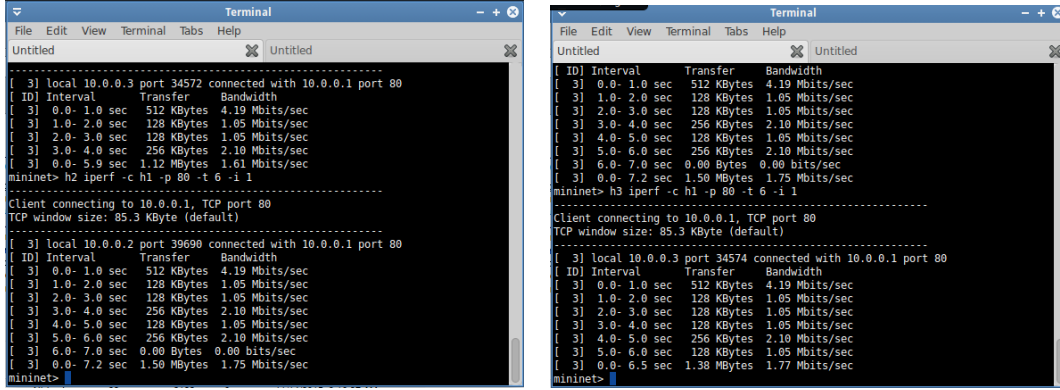 Terminal
File Edit View Terminal Tabs Help
Untitled Untitled
------------------------------------------------------------
[  3] local 10.0.0.3 port 34572 connected with 10.0.0.1 port 80
[ ID] Interval       Transfer     Bandwidth
[  3]  0.0- 1.0 sec   512 KBytes  4.19 Mbits/sec
[  3]  1.0- 2.0 sec   128 KBytes  1.05 Mbits/sec
[  3]  2.0- 3.0 sec   128 KBytes  1.05 Mbits/sec
[  3]  3.0- 4.0 sec   256 KBytes  2.10 Mbits/sec
[  3]  0.0- 5.9 sec  1.12 MBytes  1.61 Mbits/sec
mininet> h2 iperf -c h1 -p 80 -t 6 -i 1
------------------------------------------------------------
Client connecting to 10.0.0.1, TCP port 80
TCP window size: 85.3 KByte (default)
------------------------------------------------------------
[  3] local 10.0.0.2 port 39690 connected with 10.0.0.1 port 80
[ ID] Interval       Transfer     Bandwidth
[  3]  0.0- 1.0 sec   512 KBytes  4.19 Mbits/sec
[  3]  1.0- 2.0 sec   128 KBytes  1.05 Mbits/sec
[  3]  2.0- 3.0 sec   128 KBytes  1.05 Mbits/sec
[  3]  3.0- 4.0 sec   256 KBytes  2.10 Mbits/sec
[  3]  4.0- 5.0 sec   128 KBytes  1.05 Mbits/sec
[  3]  5.0- 6.0 sec   256 KBytes  2.10 Mbits/sec
[  3]  6.0- 7.0 sec  0.00 Bytes  0.00 bits/sec
[  3]  0.0- 7.2 sec  1.50 MBytes  1.75 Mbits/sec
mininet>
Terminal
File Edit View Terminal Tabs Help
Untitled Untitled
[ ID] Interval       Transfer     Bandwidth
[  3]  0.0- 1.0 sec   512 KBytes  4.19 Mbits/sec
[  3]  1.0- 2.0 sec   128 KBytes  1.05 Mbits/sec
[  3]  2.0- 3.0 sec   128 KBytes  1.05 Mbits/sec
[  3]  3.0- 4.0 sec   256 KBytes  2.10 Mbits/sec
[  3]  4.0- 5.0 sec   128 KBytes  1.05 Mbits/sec
[  3]  5.0- 6.0 sec   256 KBytes  2.10 Mbits/sec
[  3]  6.0- 7.0 sec  0.00 Bytes  0.00 bits/sec
[  3]  0.0- 7.2 sec  1.50 MBytes  1.75 Mbits/sec
mininet> h3 iperf -c h1 -p 80 -t 6 -i 1
------------------------------------------------------------
Client connecting to 10.0.0.1, TCP port 80
TCP window size: 85.3 KByte (default)
------------------------------------------------------------
[  3] local 10.0.0.3 port 34574 connected with 10.0.0.1 port 80
[ ID] Interval       Transfer     Bandwidth
[  3]  0.0- 1.0 sec   512 KBytes  4.19 Mbits/sec
[  3]  1.0- 2.0 sec   128 KBytes  1.05 Mbits/sec
[  3]  2.0- 3.0 sec   128 KBytes  1.05 Mbits/sec
[  3]  3.0- 4.0 sec   128 KBytes  1.05 Mbits/sec
[  3]  4.0- 5.0 sec   256 KBytes  2.10 Mbits/sec
[  3]  5.0- 6.0 sec   128 KBytes  1.05 Mbits/sec
[  3]  0.0- 6.5 sec  1.38 MBytes  1.77 Mbits/sec
mininet>